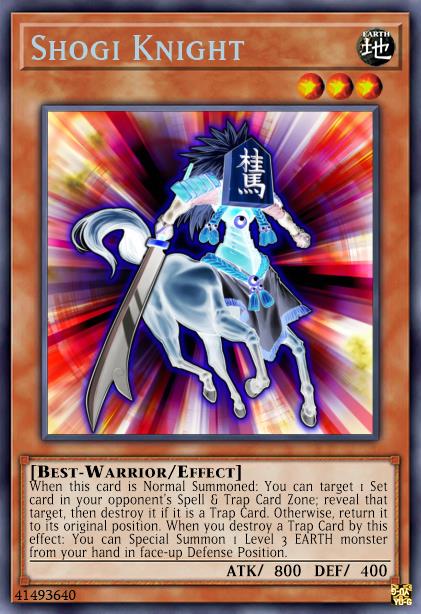 Shogi Knight
EARTH
地
桂馬
[Best-Warrior/Effect]
When this card is Normal Summoned: You can target 1 Set
card in your opponent's Spell & Trap Card Zone; reveal that
target, then destroy it if it is a Trap Card. Otherwise, return it
to its original position. When you destroy a Trap Card by this
effect: You can Special Summon 1 Level 3 EARTH monster
from your hand in face-up Defense Position.
ATK/ 800 DEF/ 400
41493640